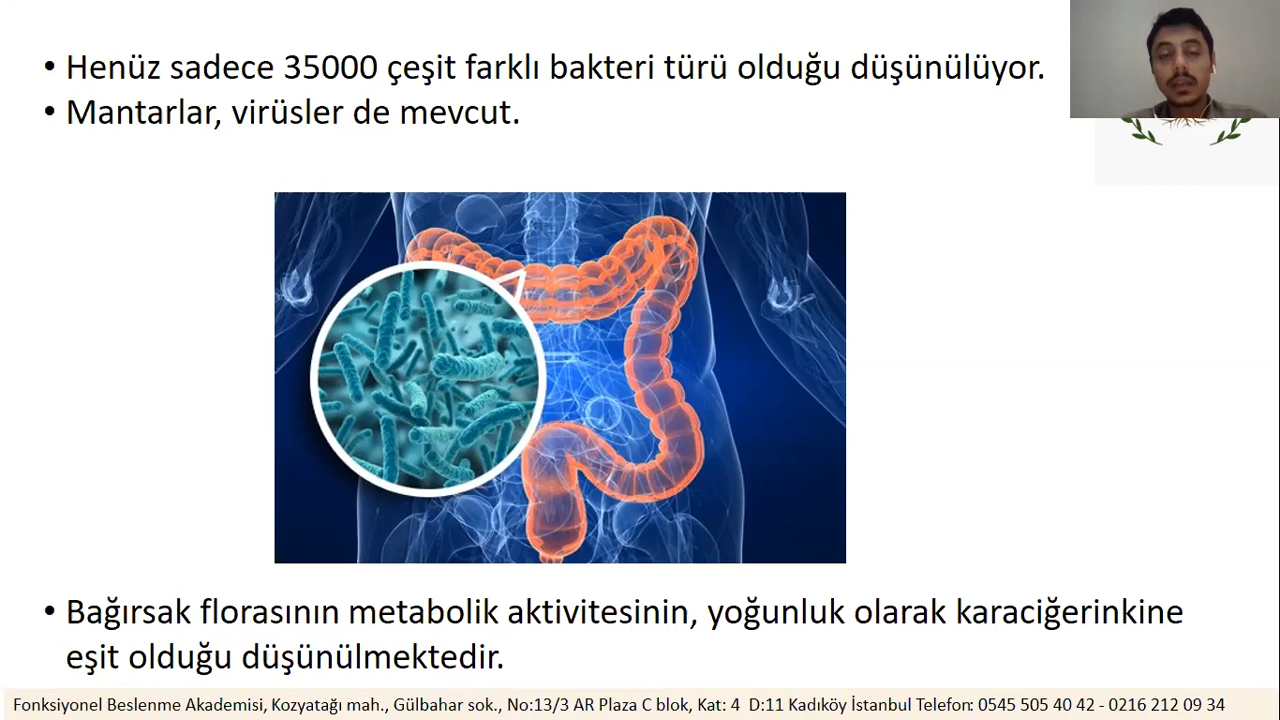 • Henüz sadece 35000 çeşit farklı bakteri türü olduğu düşünülüyor.
• Mantarlar, virüsler de mevcut.
• Bağırsak florasının metabolik aktivitesinin, yoğunluk olarak karaciğerinkine
eşit olduğu düşünülmektedir.
Fonksiyonel Beslenme Akademisi, Kozyatağı mah., Gülbahar sok., No:13/3 AR Plaza C blok, Kat: 4 D:11 Kadıköy İstanbul Telefon: 0545 505 40 42 - 0216 212 09 34